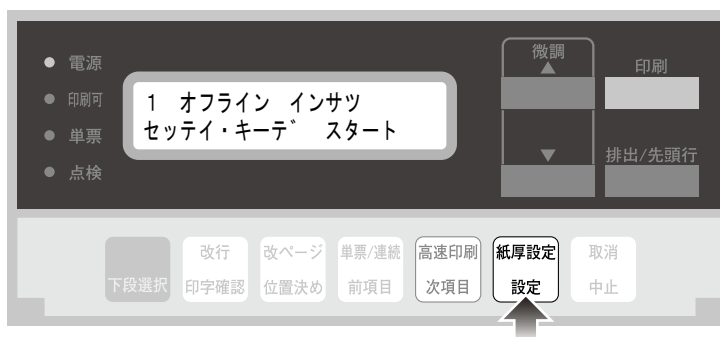 電源
印刷可
単票
点検
1 オフライン インサツ
セッテイ・キーデ゛ スタート
微調
▲
▼
印刷
排出/先頭行
下段選択
改行
印字確認
改ページ
位置決め
単票/連続
前項目
高速印刷
次項目
紙厚設定
設定
取消
中止